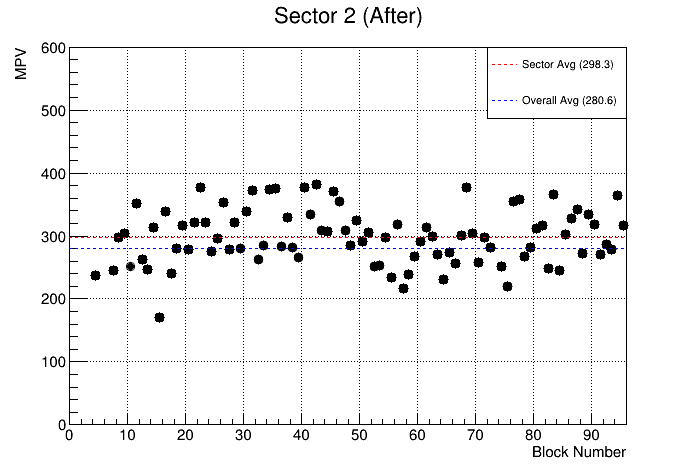 Sector 2 (After)
MPV
600
500
400
300
200
100
0
Sector Avg (298.3)
Overall Avg (280.6)
0 10 20 30 40 50 60 70 80 90
Block Number